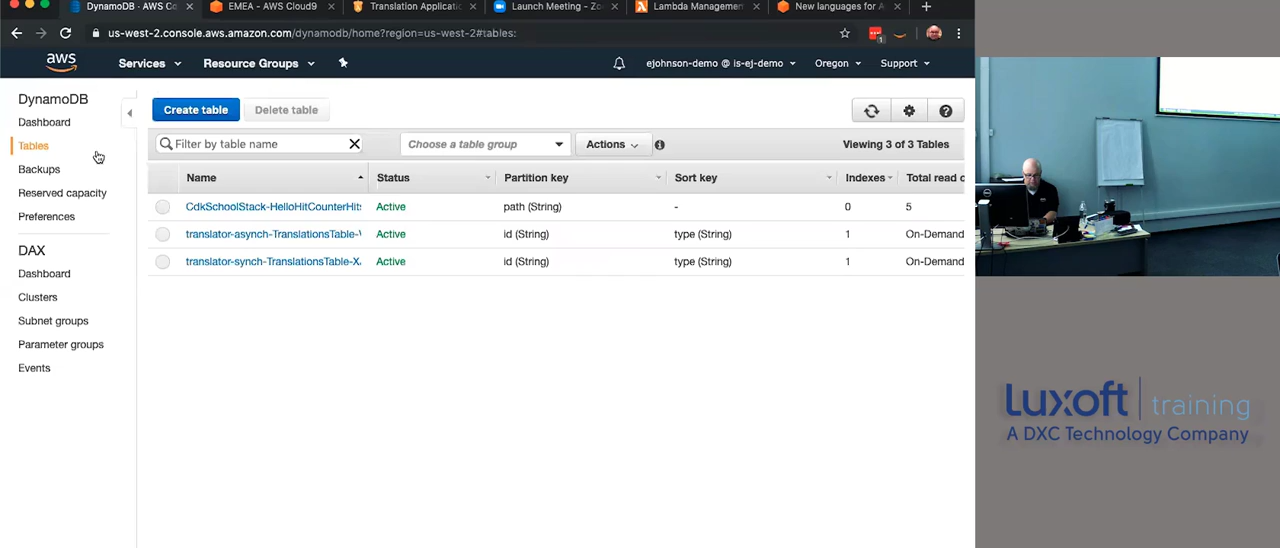 DynamoDB - AWS Co
EMEA - AWS Cloud9
Translation Applicati
Launch Meeting - Zo
Lambda Management
New languages for A
us-west-2.console.aws.amazon.com/dynamodb/home?region=us-west-2#tables:
1
aws
Services
Resource Groups
ejohnson-demo @ is-ej-demo
Oregon
Support
DynamoDB
Dashboard
Tables
Backups
Reserved capacity
Preferences
DAX
Dashboard
Clusters
Subnet groups
Parameter groups
Events
Create table
Delete table
Filter by table name
Choose a table group
Actions
Viewing 3 of 3 Tables
Name Status Partition key Sort key Indexes Total read c
CdkSchoolStack-HelloHitCounterHits Active path (String) - 0 5
translator-asynch-TranslationsTable- Active id (String) type (String) 1 On-Demand
translator-synch-TranslationsTable-X Active id (String) type (String) 1 On-Demand
luxoft training
A DXC Technology Company